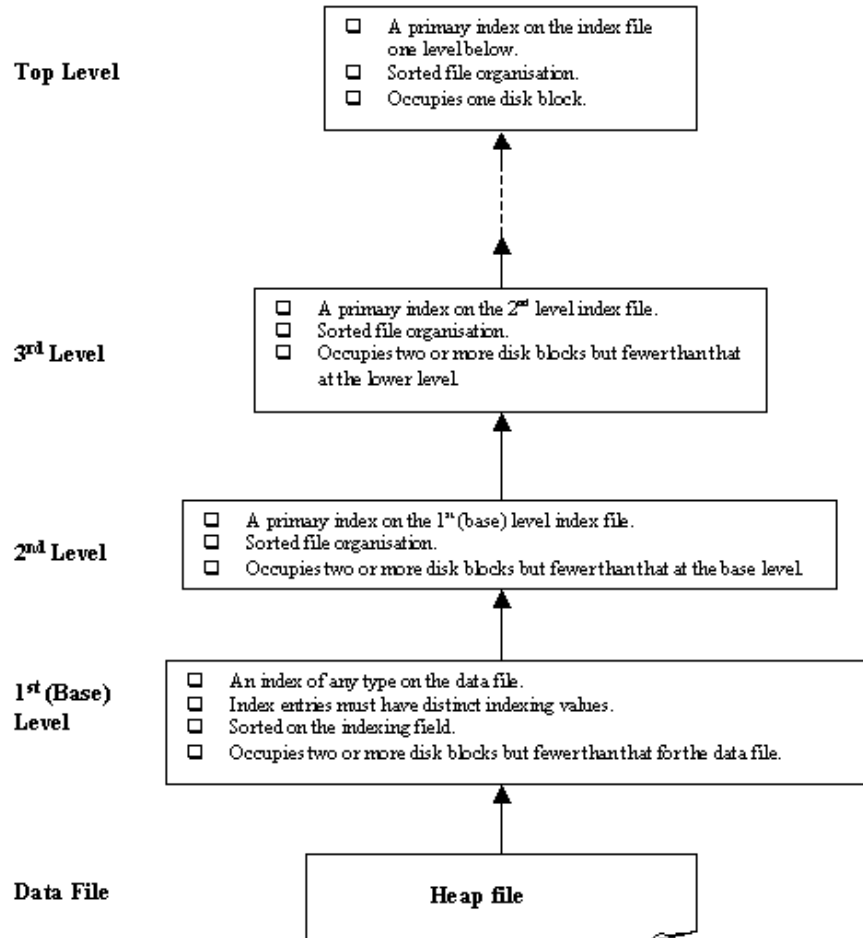 Top Level
❑ A primary index on the index file
one level below.
❑ Sorted file organisation.
❑ Occupies one disk block.
3rd Level
❑ A primary index on the 2nd level index file.
❑ Sorted file organisation.
❑ Occupies two or more disk blocks but fewer than that
at the lower level.
2nd Level
❑ A primary index on the 1st (base) level index file.
❑ Sorted file organisation.
❑ Occupies two or more disk blocks but fewer than that at the base level.
1st (Base)
Level
❑ An index of any type on the data file.
❑ Index entries must have distinct indexing values.
❑ Sorted on the indexing field.
❑ Occupies two or more disk blocks but fewer than that for the data file.
Data File
Heap file